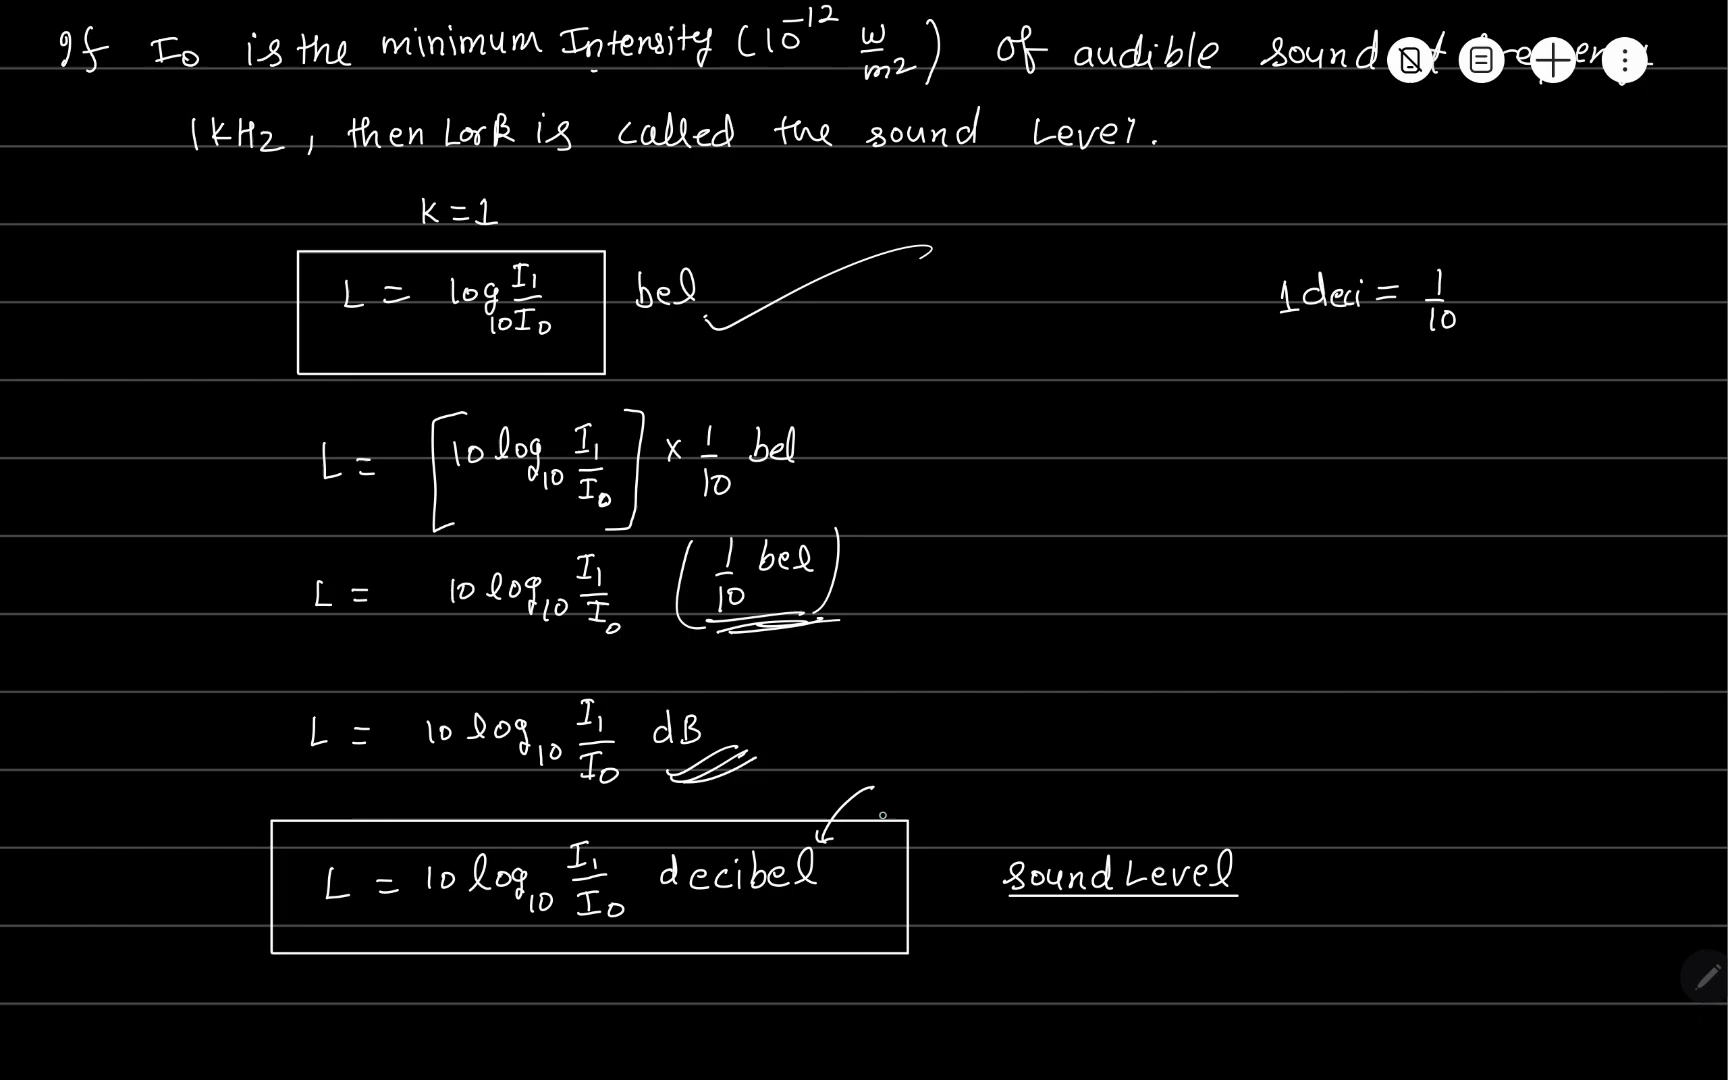 If I₀ is the minimum Intensity (10⁻¹² w/m2) of audible sound
1kHz, then L or β is called the sound Level.
k = 1
L = log₁₀ I₁/I₀ bel
1 deci = 1/10
L = [10 log₁₀ I₁/I₀] × 1/10 bel
L = 10 log₁₀ I₁/I₀ (1/10 bel)
L = 10 log₁₀ I₁/I₀ dB
L = 10 log₁₀ I₁/I₀ decibel
sound Level